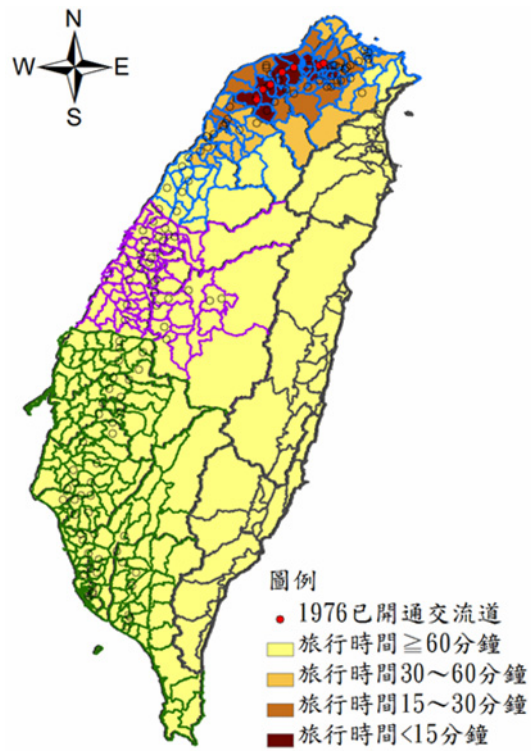 N
W E
S
圖例
1976已開通交流道
旅行時間≧60分鐘
旅行時間30～60分鐘
旅行時間15～30分鐘
旅行時間<15分鐘